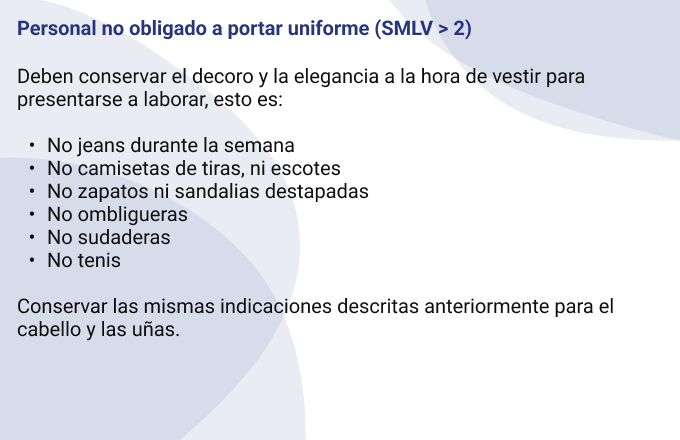 Personal no obligado a portar uniforme (SMLV > 2)
Deben conservar el decoro y la elegancia a la hora de vestir para
presentarse a laborar, esto es:
• No jeans durante la semana
• No camisetas de tiras, ni escotes
• No zapatos ni sandalias destapadas
• No ombligueras
• No sudaderas
• No tenis
Conservar las mismas indicaciones descritas anteriormente para el
cabello y las uñas.